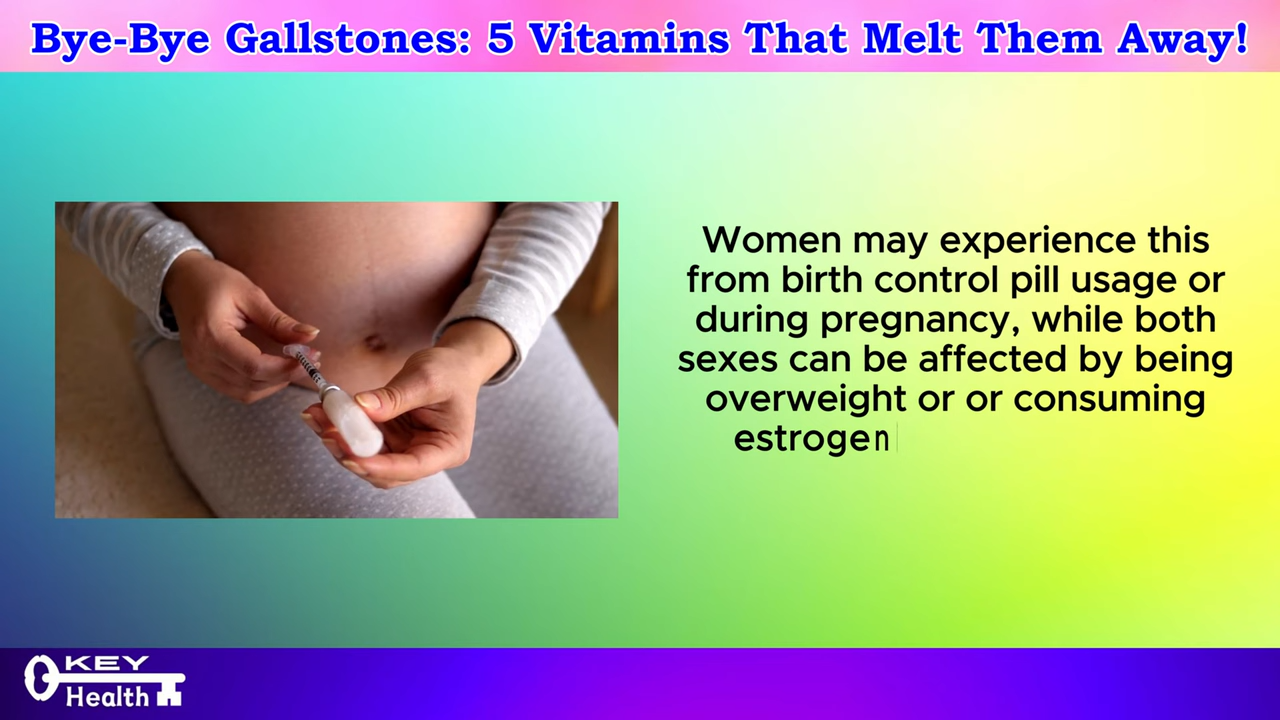 Bye-Bye Gallstones: 5 Vitamins That Melt Them Away!
Women may experience this
from birth control pill usage or
during pregnancy, while both
sexes can be affected by being
overweight or or consuming
estrogen
KEY
Health